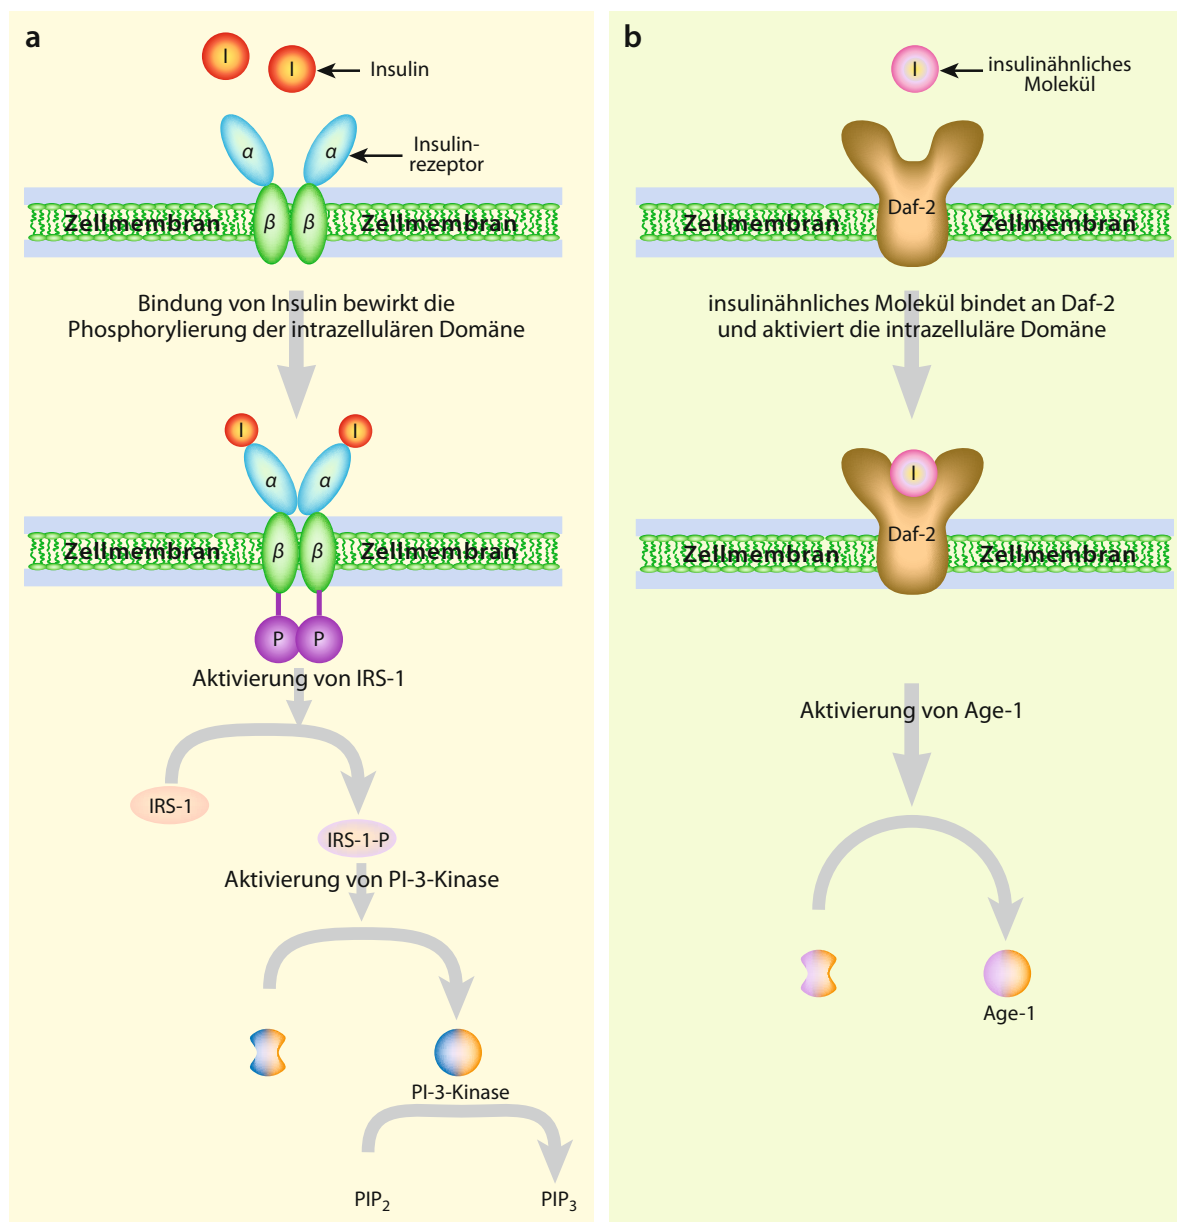 a
I
I
Insulin
α
α
Insulin-
rezeptor
Zellmembran
β
β
Zellmembran
Bindung von Insulin bewirkt die
Phosphorylierung der intrazellulären Domäne
I
I
α
α
Zellmembran
β
β
Zellmembran
P
P
Aktivierung von IRS-1
IRS-1
IRS-1-P
Aktivierung von PI-3-Kinase
PI-3-Kinase
PIP₂
PIP₃
b
I
insulinähnliches
Molekül
Daf-2
Zellmembran
Zellmembran
insulinähnliches Molekül bindet an Daf-2
und aktiviert die intrazelluläre Domäne
I
Daf-2
Zellmembran
Zellmembran
Aktivierung von Age-1
Age-1